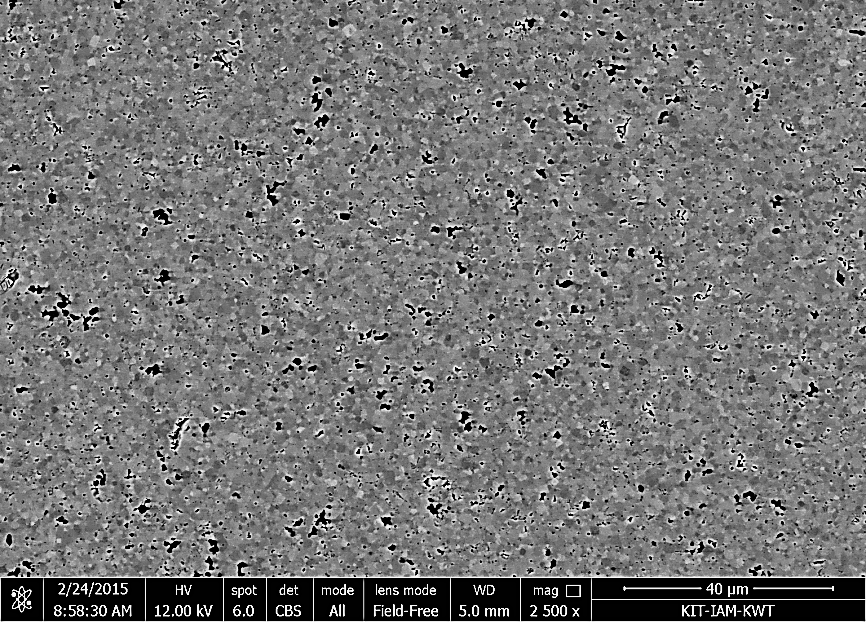 2/24/2015 HV spot det mode lens mode WD mag 40 µm
8:58:30 AM 12.00 kV 6.0 CBS All Field-Free 5.0 mm 2 500 x KIT-IAM-KWT